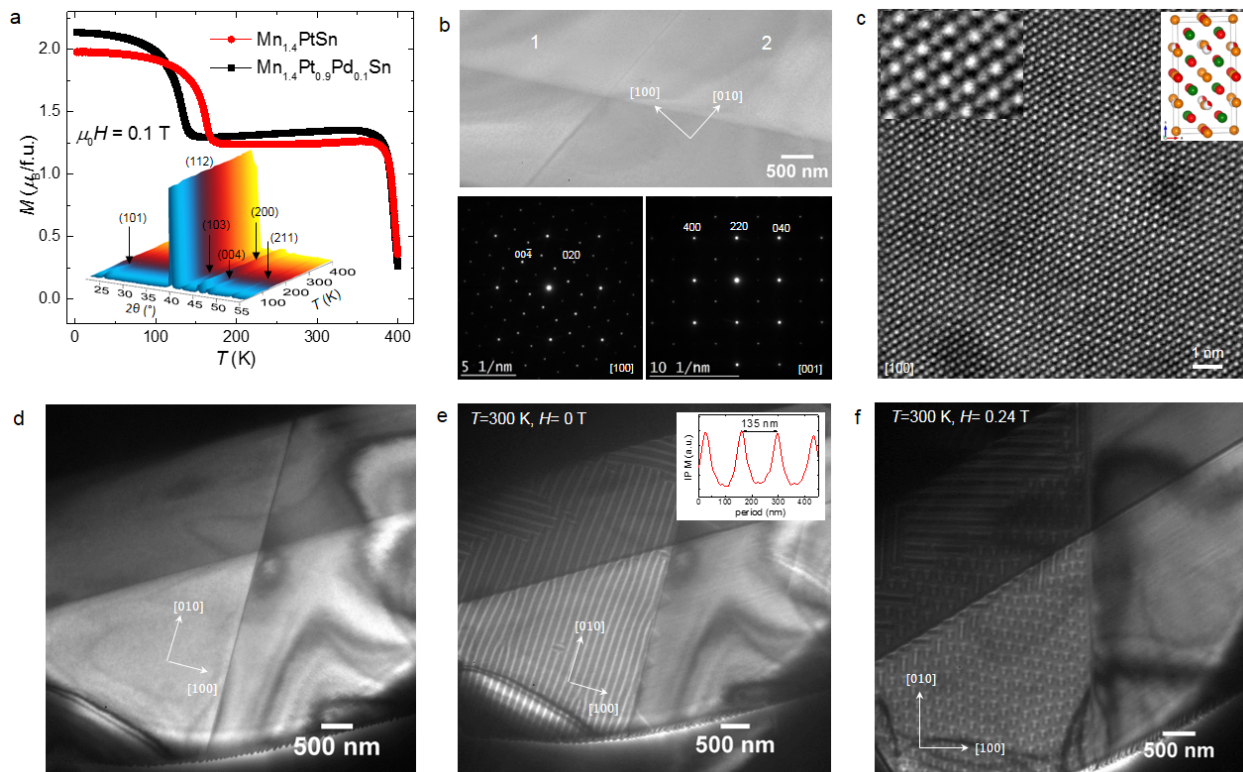 a
Mn1.4PtSn
Mn1.4Pt0.9Pd0.1Sn
μ0H = 0.1 T
M (μB/f.u.)
2.0
1.5
1.0
0.5
0.0
0
100
200
300
400
T (K)
(112)
(101)
(103)
(200)
(004)
(211)
25
30
35
40
45
50
55
2θ (°)
100
200
300
400
T (K)
b
1
2
[100]
[010]
500 nm
004̄
020
5 1/nm
[100]
400
220
040
10 1/nm
[001]
c
[100]
1 nm
d
[010]
[100]
500 nm
e
T=300 K, H= 0 T
135 nm
IP M (a.u.)
0
100
200
300
400
period (nm)
[010]
[100]
500 nm
f
T=300 K, H= 0.24 T
[010]
[100]
500 nm